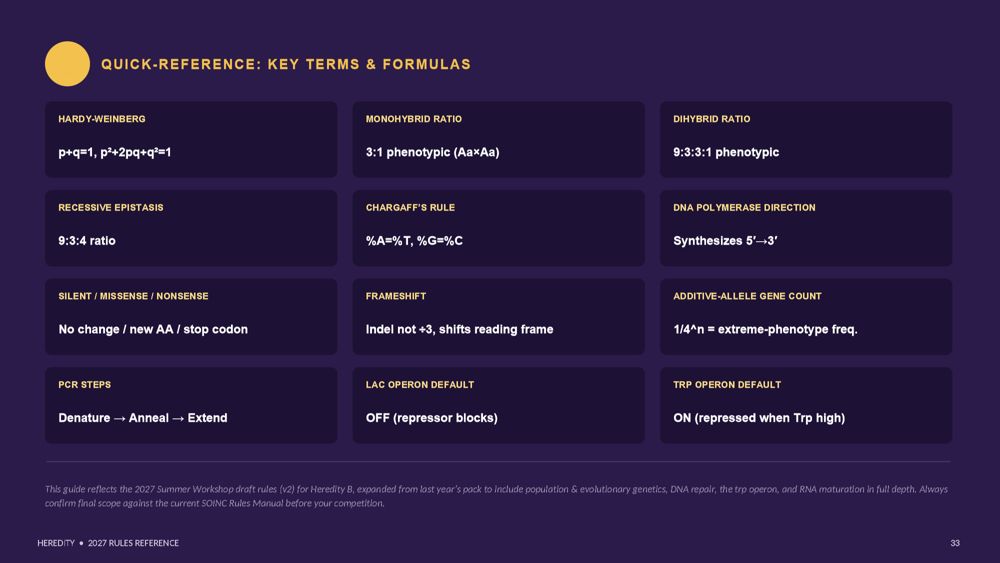 QUICK-REFERENCE: KEY TERMS & FORMULAS
HARDY-WEINBERG
p+q=1, p²+2pq+q²=1
MONOHYBRID RATIO
3:1 phenotypic (Aa×Aa)
DIHYBRID RATIO
9:3:3:1 phenotypic
RECESSIVE EPISTASIS
9:3:4 ratio
CHARGAFF'S RULE
%A=%T, %G=%C
DNA POLYMERASE DIRECTION
Synthesizes 5′→3′
SILENT / MISSENSE / NONSENSE
No change / new AA / stop codon
FRAMESHIFT
Indel not ÷3, shifts reading frame
ADDITIVE-ALLELE GENE COUNT
1/4^n = extreme-phenotype freq.
PCR STEPS
Denature → Anneal → Extend
LAC OPERON DEFAULT
OFF (repressor blocks)
TRP OPERON DEFAULT
ON (repressed when Trp high)
This guide reflects the 2027 Summer Workshop draft rules (v2) for Heredity B, expanded from last year's pack to include population & evolutionary genetics, DNA repair, the trp operon, and RNA maturation in full depth. Always
confirm final scope against the current SOINC Rules Manual before your competition.
HEREDITY • 2027 RULES REFERENCE
33